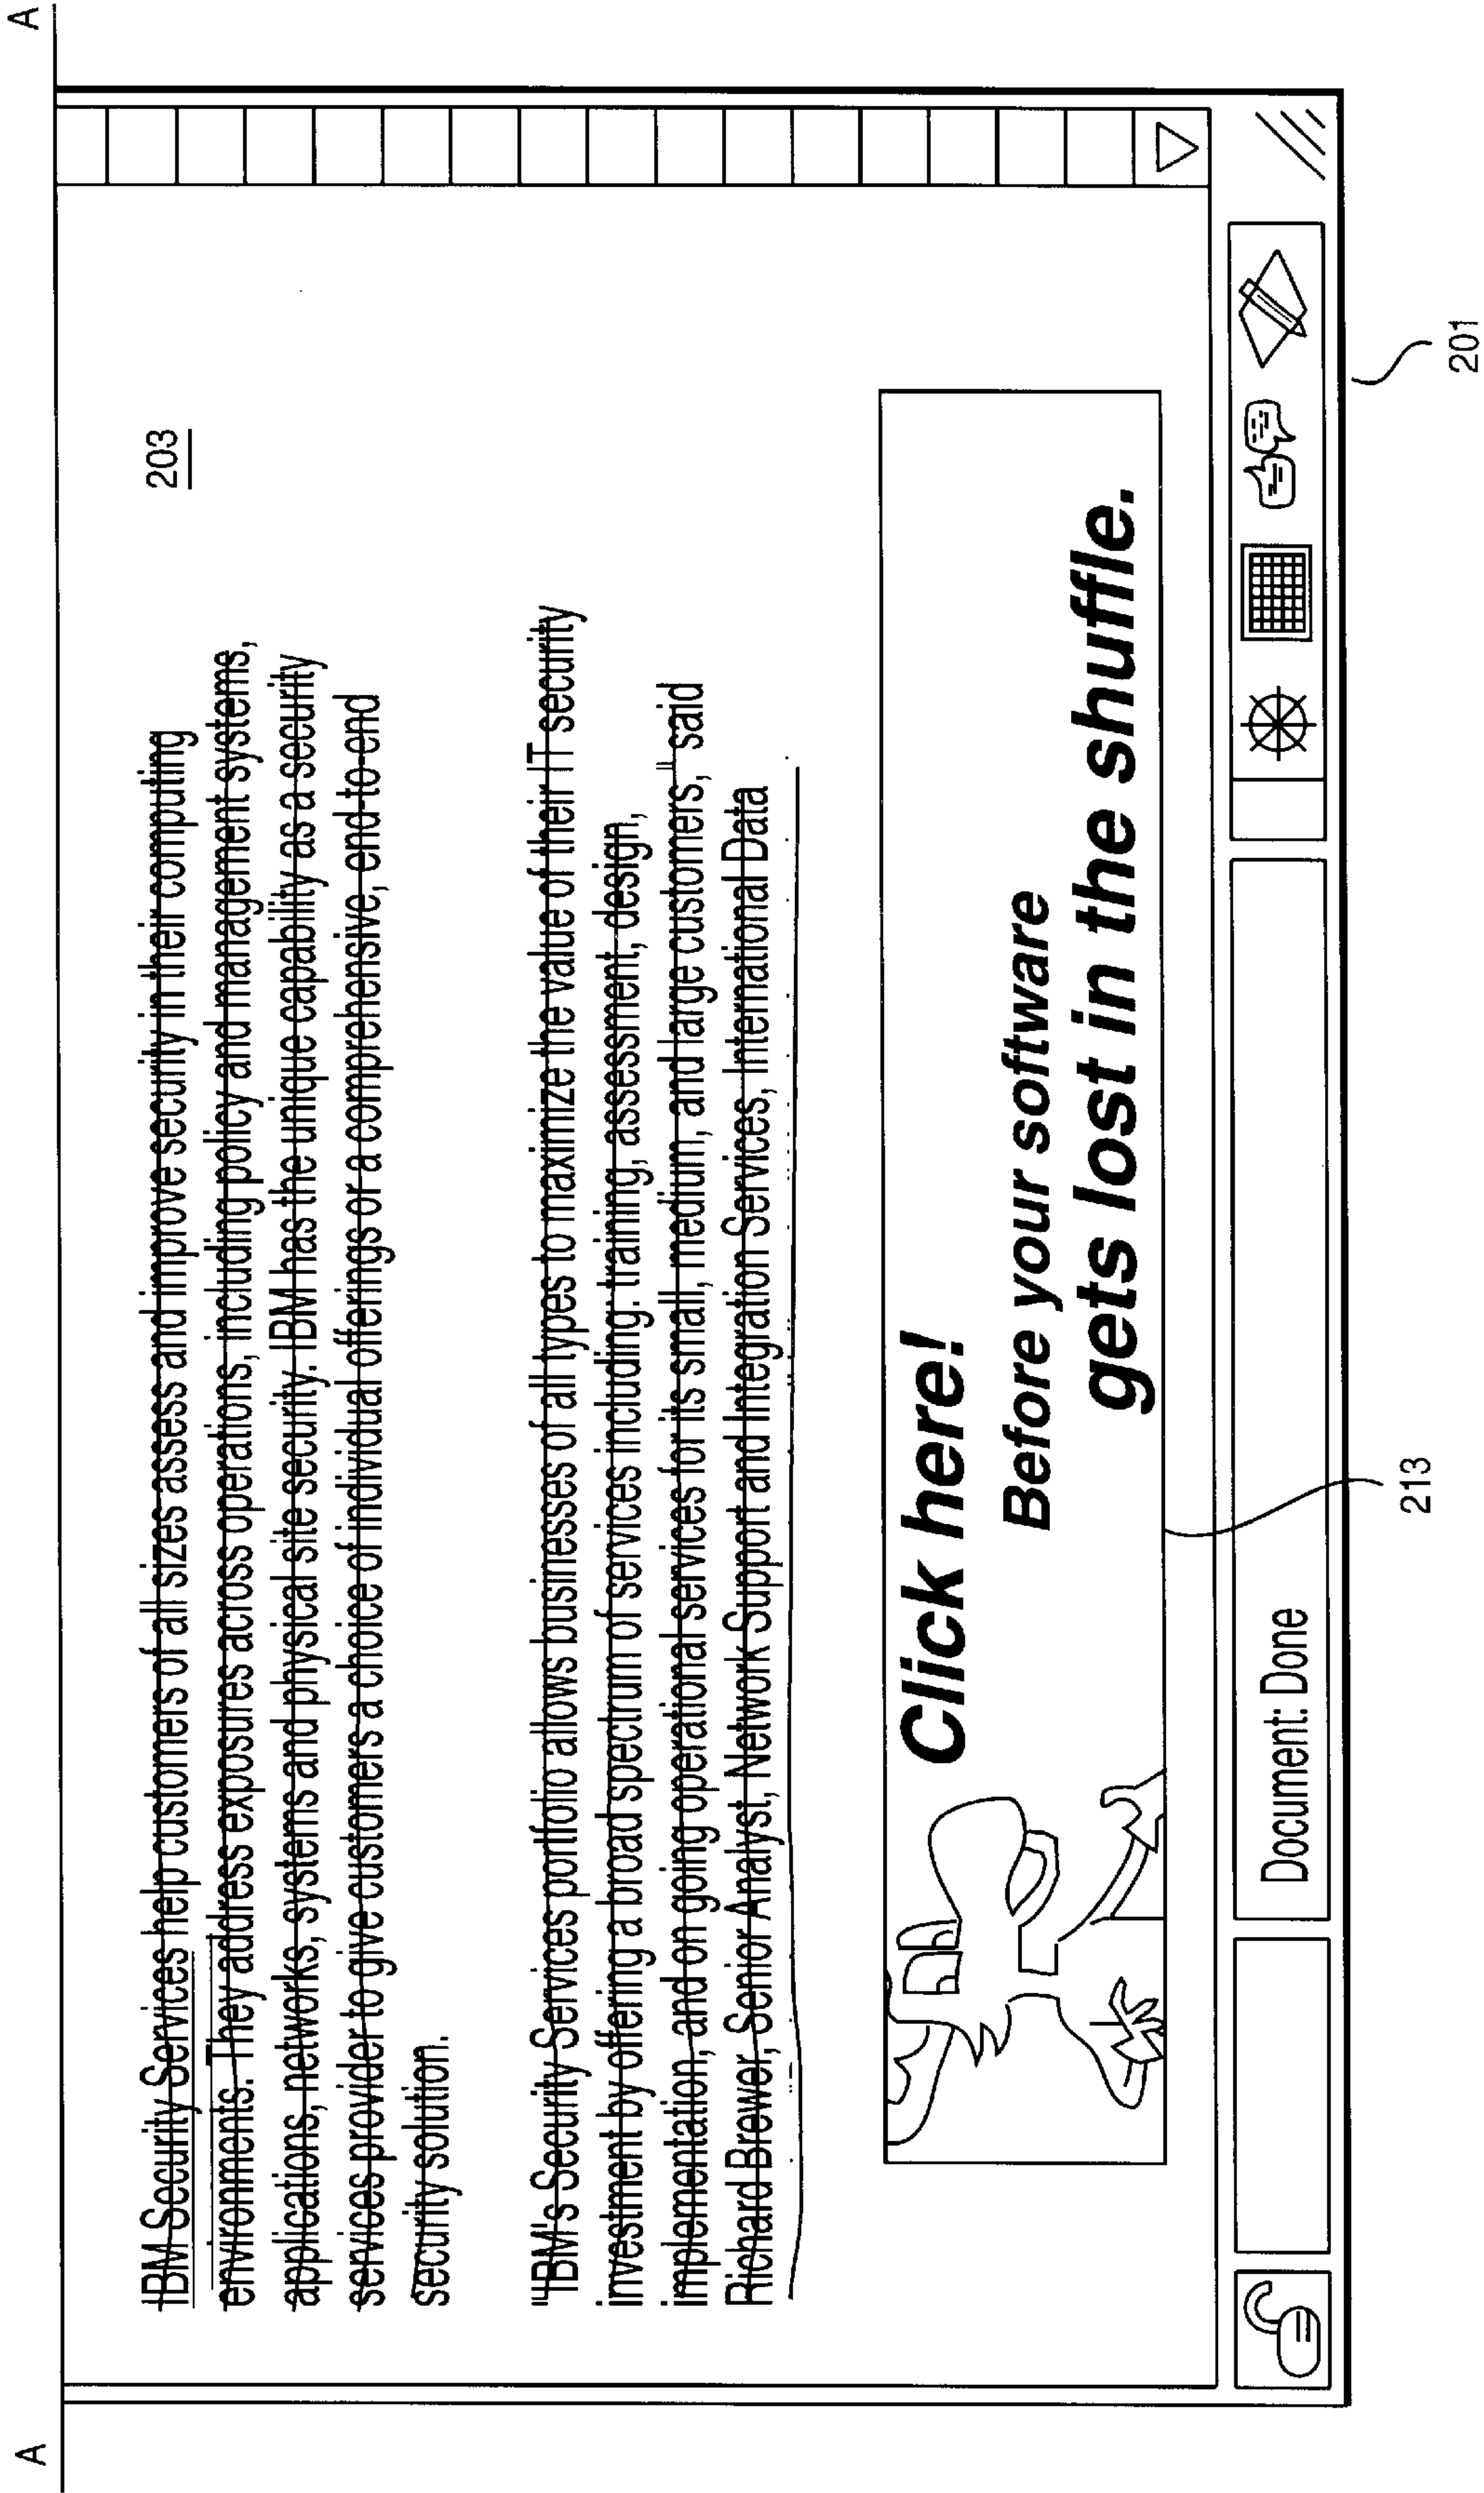 A
A
203
IBM Security Services help customers of all sizes assess and improve security in their computing
environments. They address exposures across operations, including policy and management systems,
applications, networks, systems and physical site security. IBM has the unique capability as a security
services provider to give customers a choice of individual offerings or a comprehensive, end-to-end
security solution.
"IBM's Security Services portfolio allows businesses of all types to maximize the value of their IT security
investment by offering a broad spectrum of services including: training, assessment, design,
implementation, and on going operational services for its small, medium, and large customers," said
Richard Brewer, Senior Analyst, Network Support and Integration Services, International Data
Click here!
Before your software
gets lost in the shuffle.
Document: Done
213
201